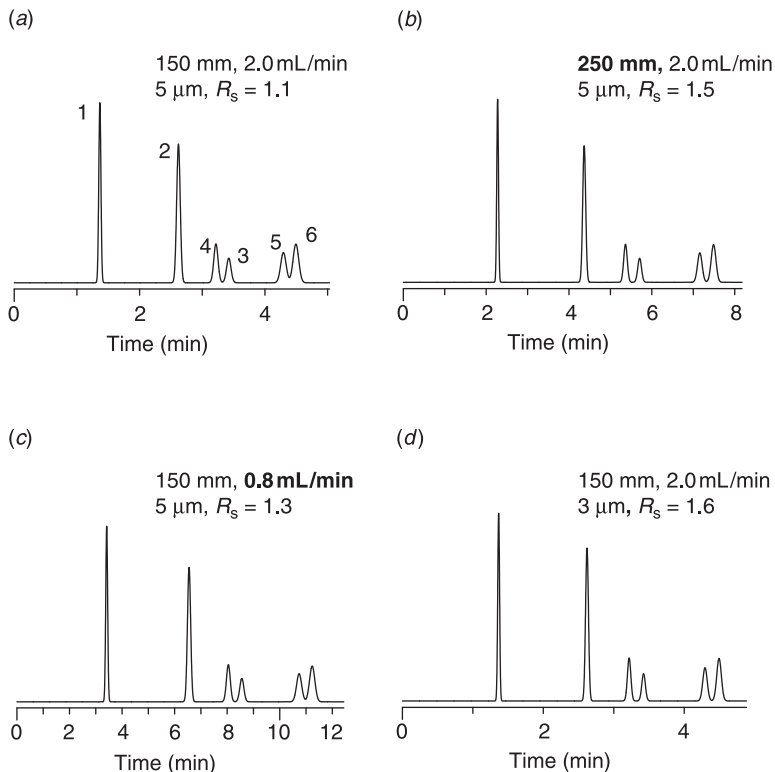 (a)
150 mm, 2.0 mL/min
5 μm, Rs = 1.1
1
2
4
3
5
6
0 2 4
Time (min)
(b)
250 mm, 2.0 mL/min
5 μm, Rs = 1.5
0 2 4 6 8
Time (min)
(c)
150 mm, 0.8 mL/min
5 μm, Rs = 1.3
0 2 4 6 8 10 12
Time (min)
(d)
150 mm, 2.0 mL/min
3 μm, Rs = 1.6
0 2 4
Time (min)